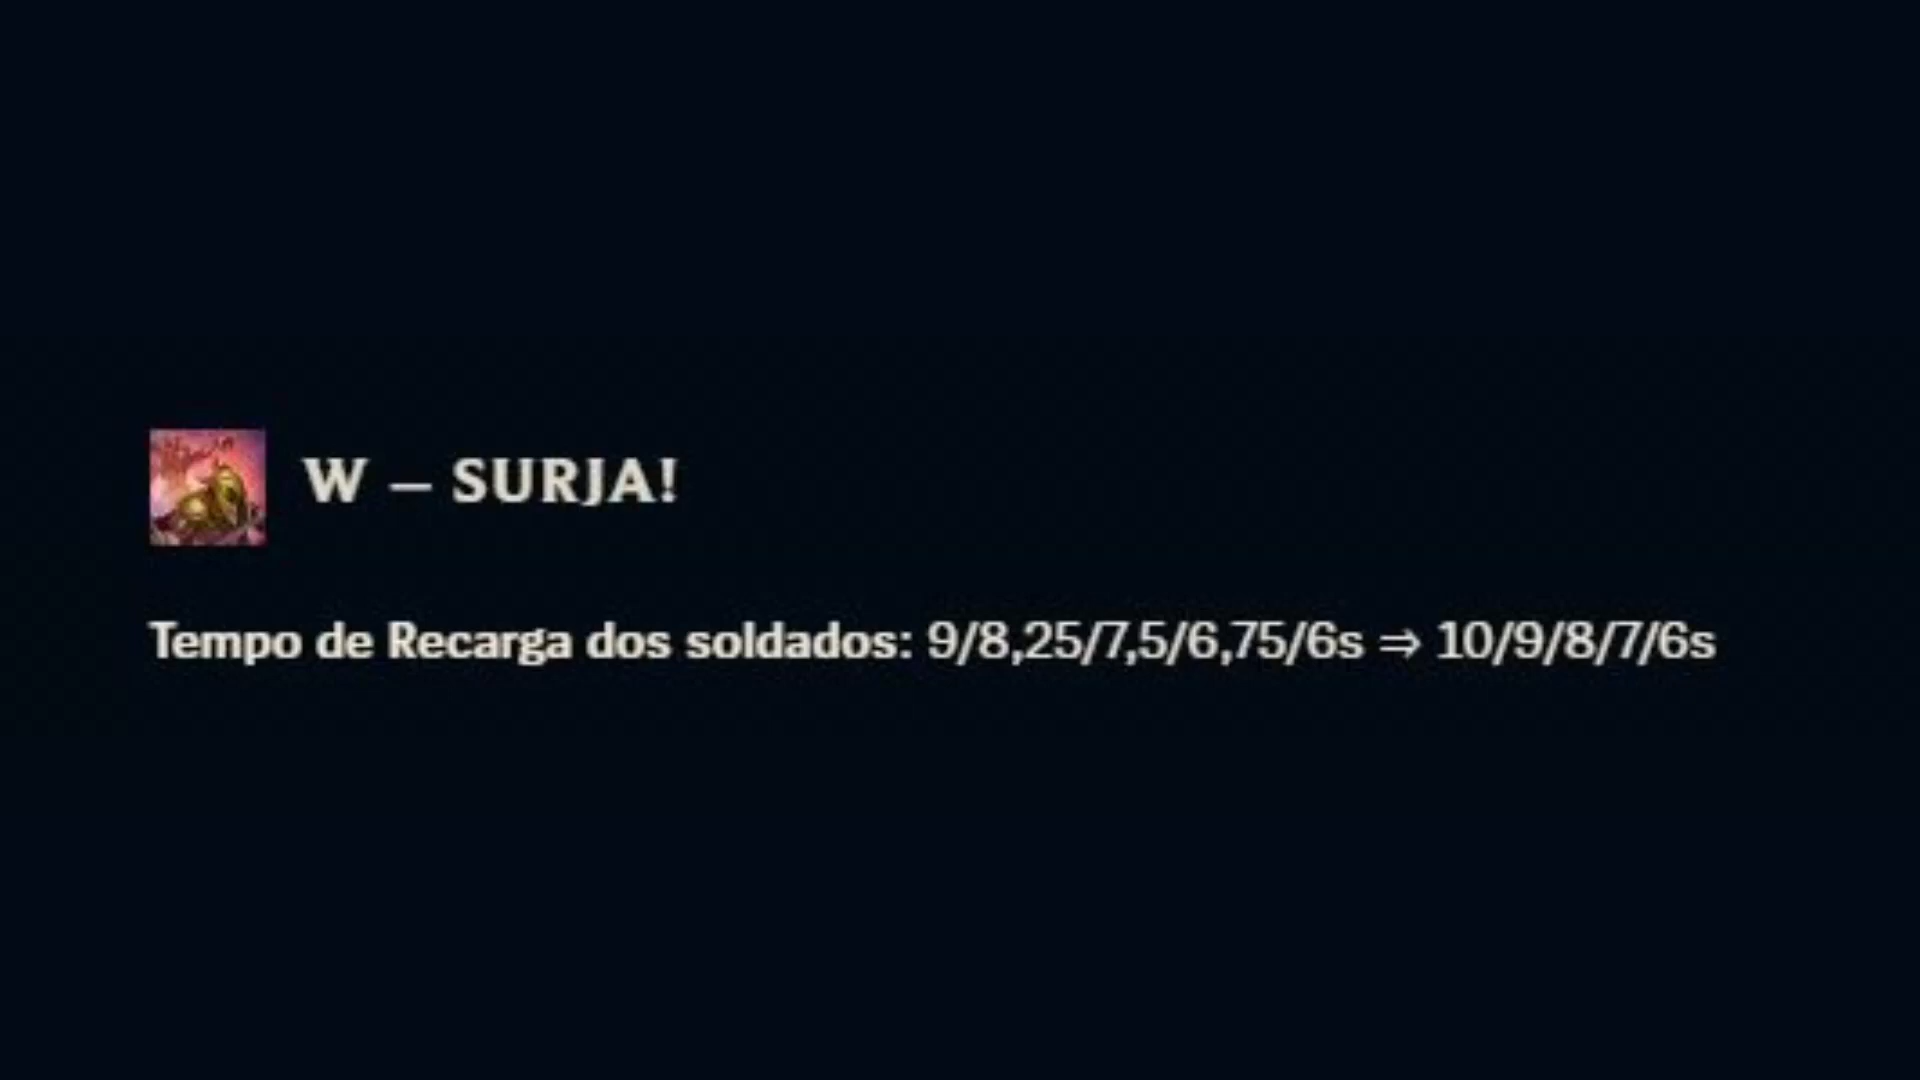 W – SURJA!
Tempo de Recarga dos soldados: 9/8,25/7,5/6,75/6s ⇒ 10/9/8/7/6s